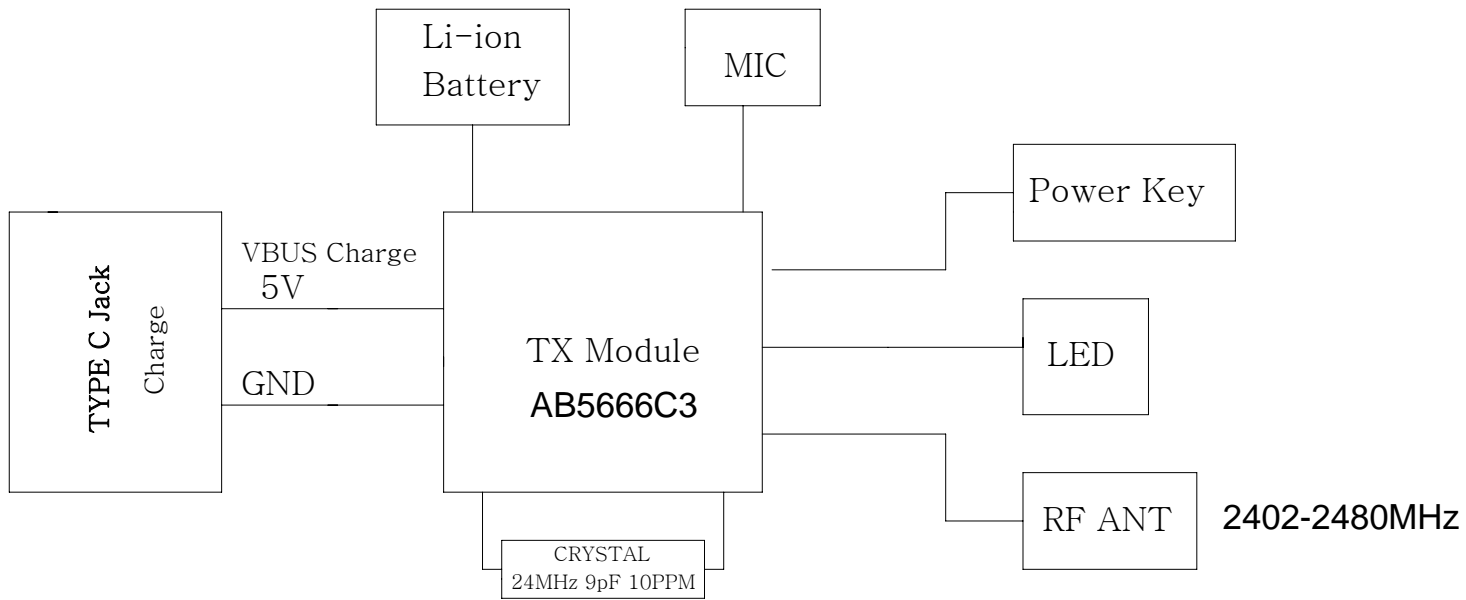 Li-ion
Battery
MIC
Power Key
TYPE C Jack
Charge
VBUS Charge
5V
GND
TX Module
AB5666C3
LED
RF ANT
2402-2480MHz
CRYSTAL
24MHz 9pF 10PPM